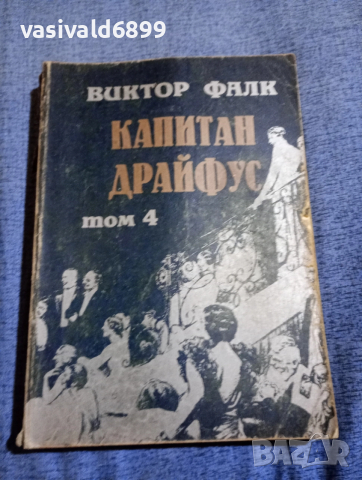 vasivald6899
ВИКТОР ФАЛК
КАПИТАН
ДРАЙФУС
том 4
BAZAR